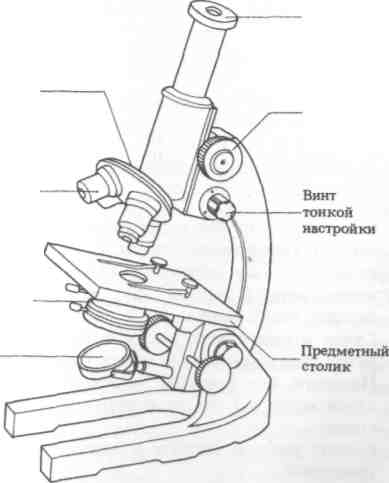 Винт
тонкой
настройки
Предметный
столик